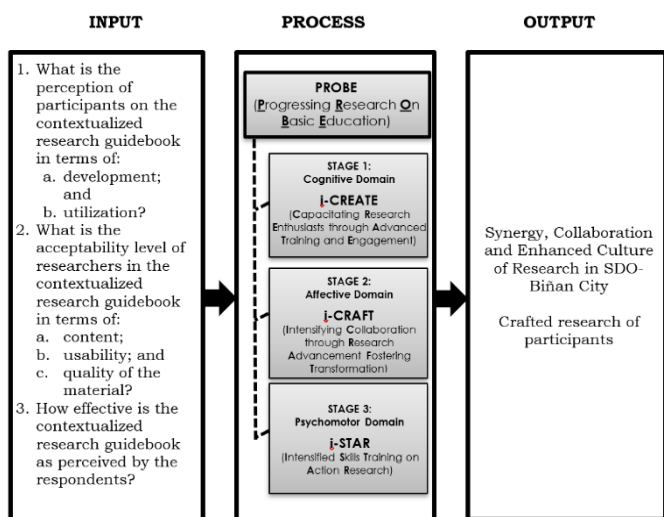 INPUT
1. What is the
perception of
participants on the
contextualized
research guidebook
in terms of:
a. development;
and
b. utilization?
2. What is the
acceptability level of
researchers in the
contextualized
research guidebook
in terms of:
a. content;
b. usability; and
c. quality of the
material?
3. How effective is the
contextualized
research guidebook
as perceived by the
respondents?
PROCESS
PROBE
(Progressing Research On
Basic Education)
STAGE 1:
Cognitive Domain
i-CREATE
(Capacitating Research
Enthusiasts through Advanced
Training and Engagement)
STAGE 2:
Affective Domain
i-CRAFT
(Intensifying Collaboration
through Research
Advancement Fostering
Transformation)
STAGE 3:
Psychomotor Domain
i-STAR
(Intensified Skills Training on
Action Research)
OUTPUT
Synergy, Collaboration
and Enhanced Culture
of Research in SDO-
Biñan City
Crafted research of
participants